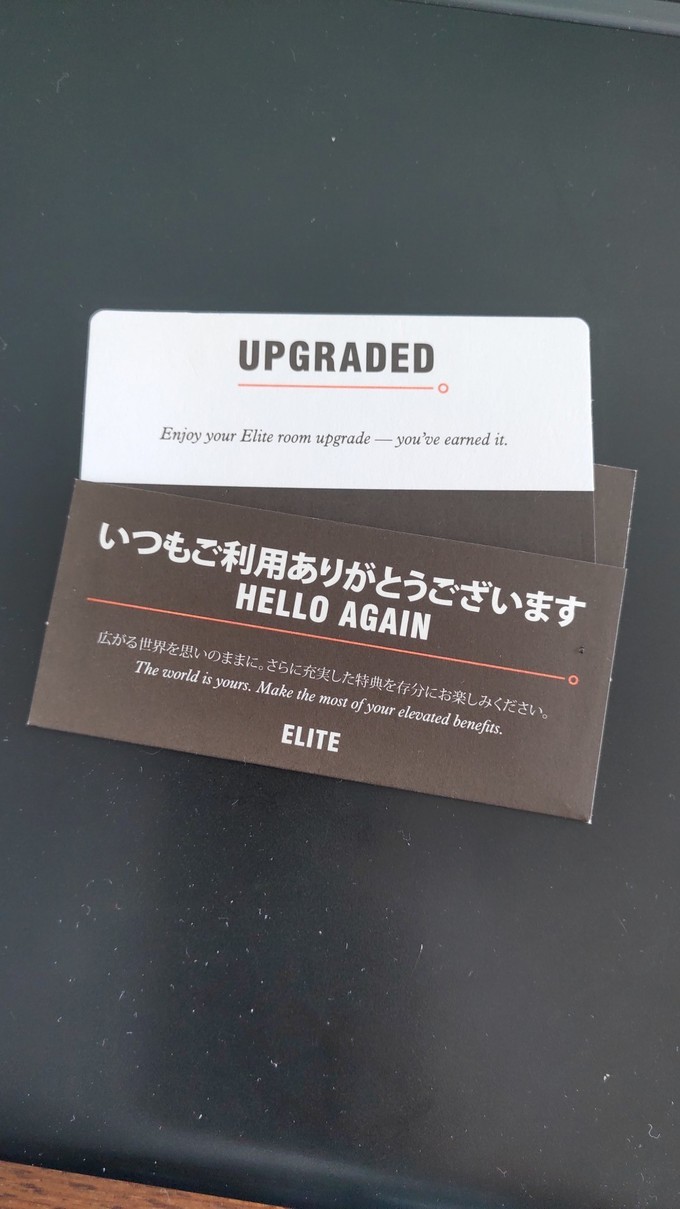 UPGRADED
Enjoy your Elite room upgrade — you’ve earned it.
いつもご利用ありがとうございます
HELLO AGAIN
広がる世界を思いのままに。さらに充実した特典を存分にお楽しみください。
The world is yours. Make the most of your elevated benefits.
ELITE